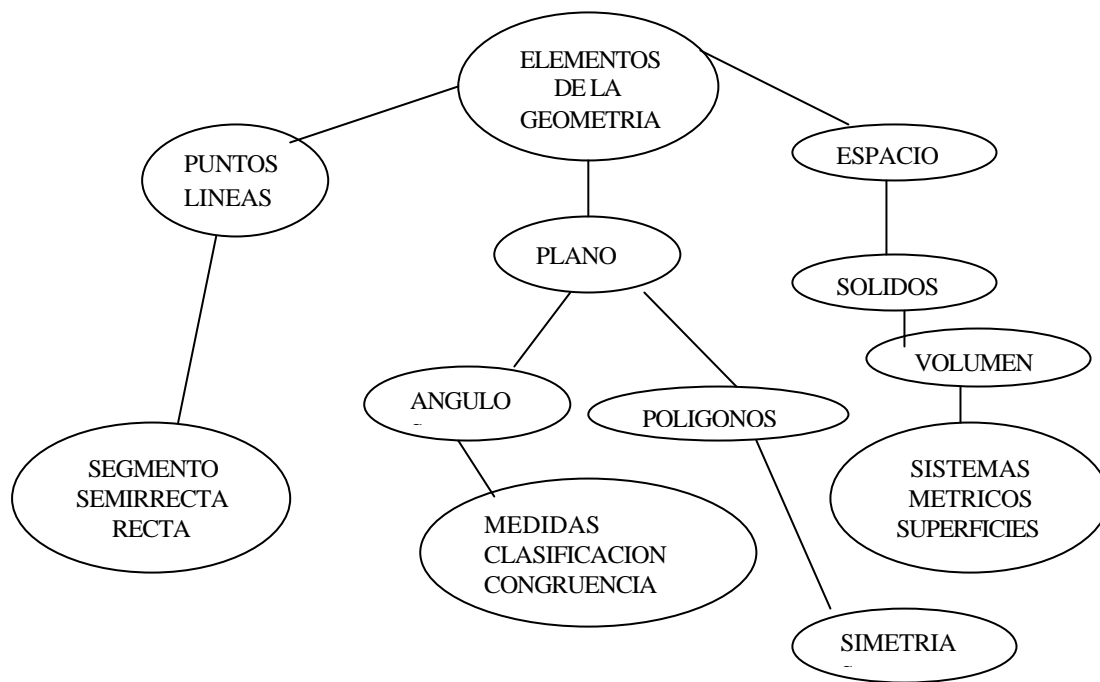 ELEMENTOS
DE LA
GEOMETRIA
PUNTOS
LINEAS
ESPACIO
PLANO
SOLIDOS
VOLUMEN
ANGULO
POLIGONOS
SEGMENTO
SEMIRRECTA
RECTA
SISTEMAS
METRICOS
SUPERFICIES
MEDIDAS
CLASIFICACION
CONGRUENCIA
SIMETRIA